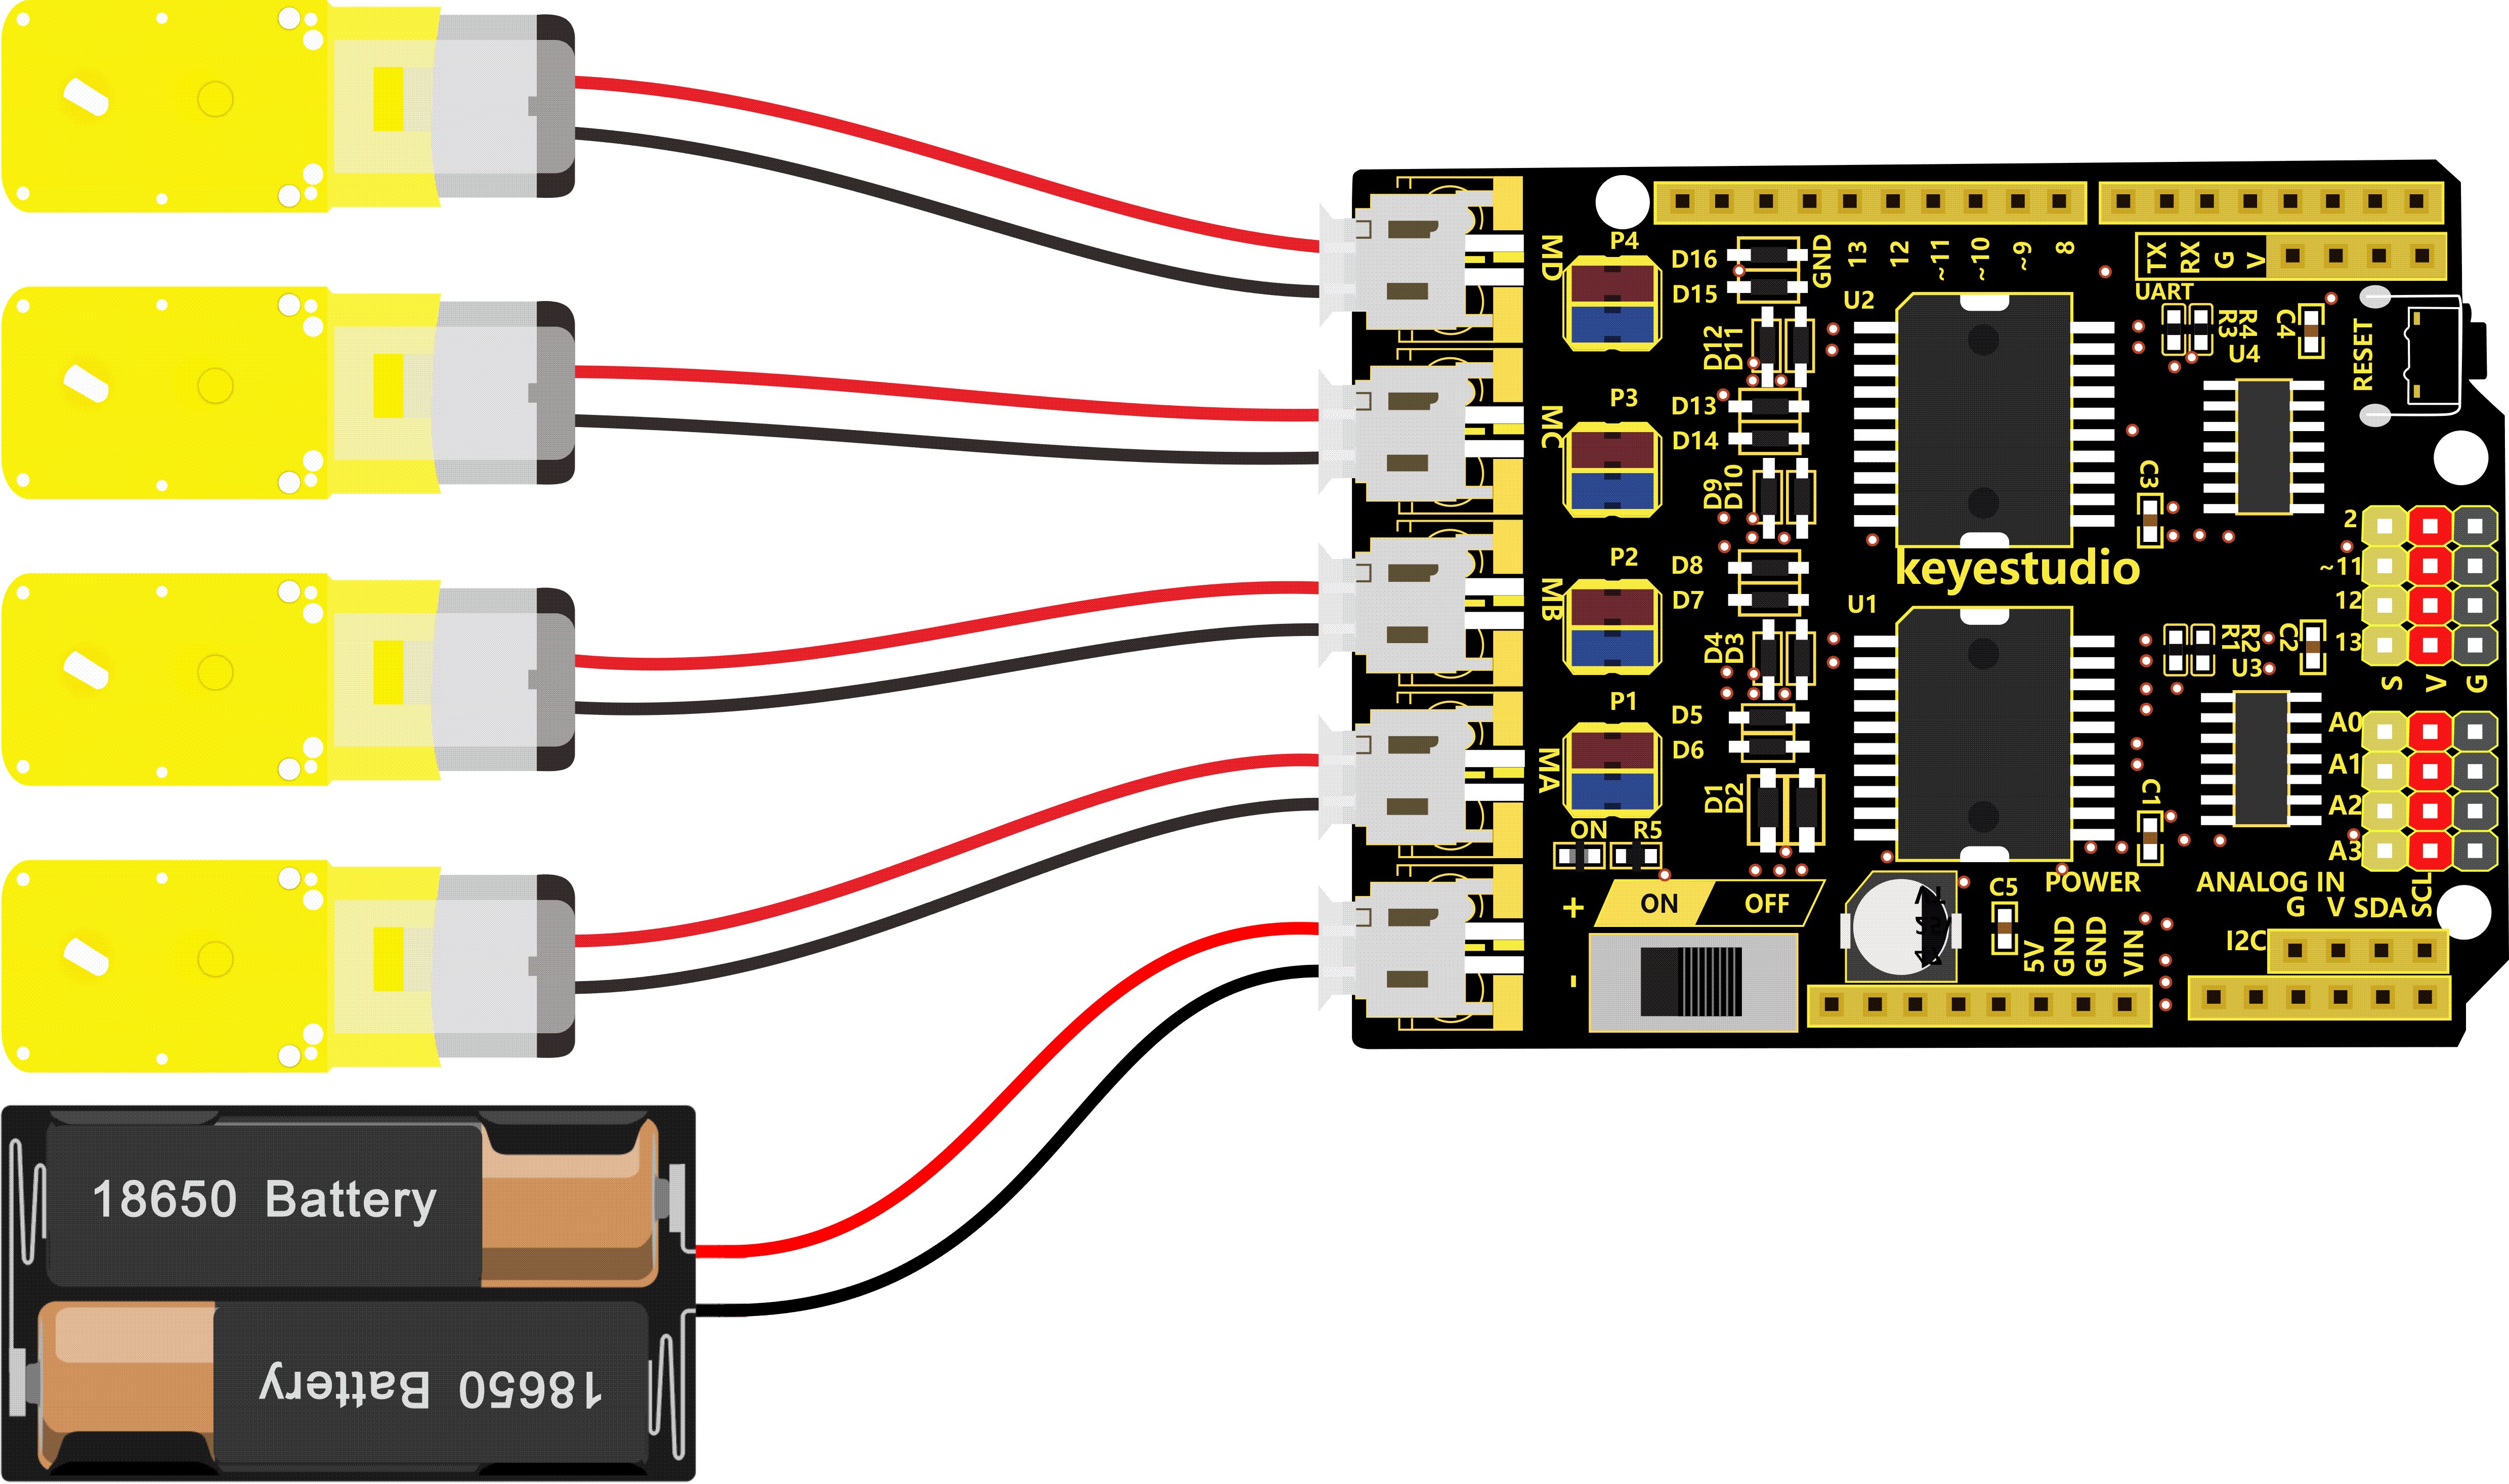 MD
P4
D16
D15
GND
13
12
~11
~10
~9
8
TX
RX
G
V
UART
U2
D12
D11
R3
R4
U4
C4
RESET
MC
P3
D13
D14
D9
D10
C3
keyestudio
2
~11
12
13
S
V
G
MB
P2
D8
D7
U1
D4
D3
R1
R2
U3
C2
MA
P1
D5
D6
D1
D2
C1
A0
A1
A2
A3
ON
R5
+
-
ON
OFF
C5
POWER
5V
GND
GND
VIN
ANALOG IN
G
V
SDA
SCL
I2C
18650 Battery
18650 Battery